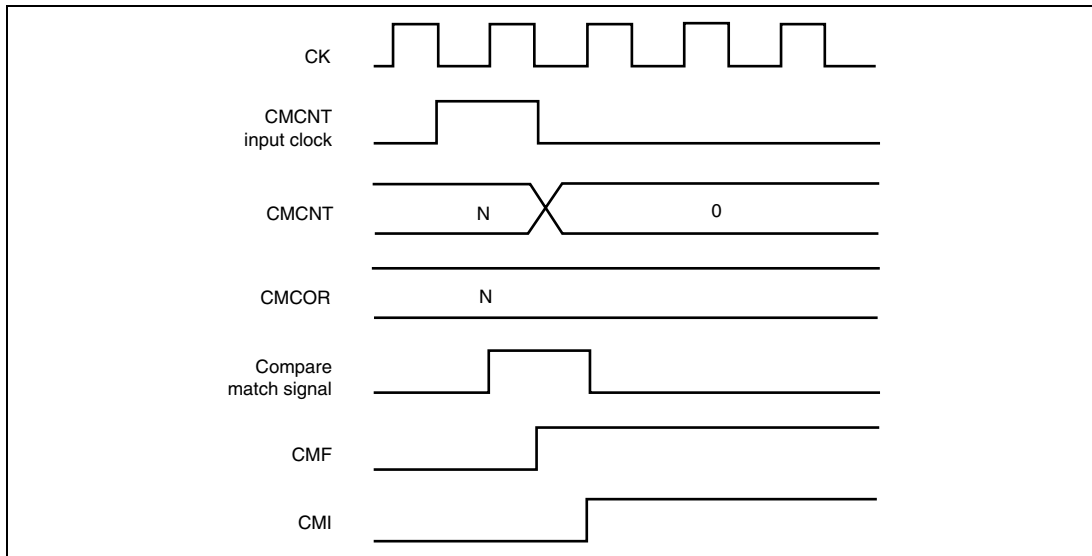 CK
CMCNT
input clock
CMCNT
N
0
CMCOR
N
Compare
match signal
CMF
CMI